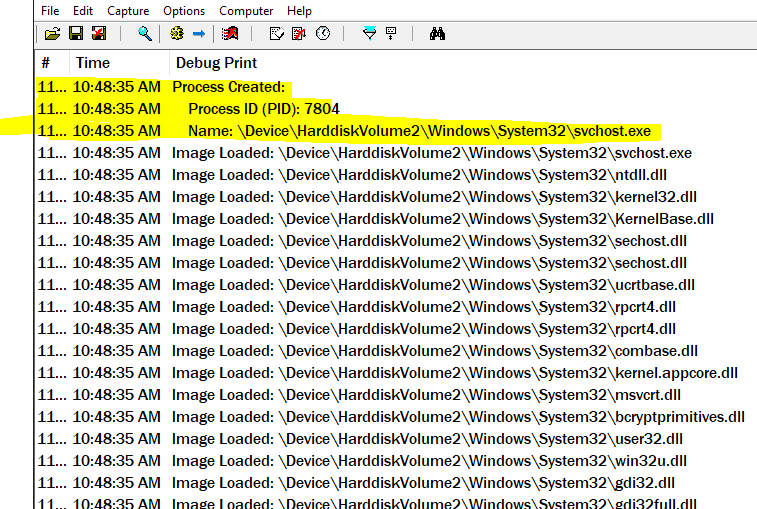 File Edit Capture Options Computer Help
# Time Debug Print
11... 10:48:35 AM Process Created:
11... 10:48:35 AM Process ID (PID): 7804
11... 10:48:35 AM Name: \Device\HarddiskVolume2\Windows\System32\svchost.exe
11... 10:48:35 AM Image Loaded: \Device\HarddiskVolume2\Windows\System32\svchost.exe
11... 10:48:35 AM Image Loaded: \Device\HarddiskVolume2\Windows\System32\ntdll.dll
11... 10:48:35 AM Image Loaded: \Device\HarddiskVolume2\Windows\System32\kernel32.dll
11... 10:48:35 AM Image Loaded: \Device\HarddiskVolume2\Windows\System32\KernelBase.dll
11... 10:48:35 AM Image Loaded: \Device\HarddiskVolume2\Windows\System32\sechost.dll
11... 10:48:35 AM Image Loaded: \Device\HarddiskVolume2\Windows\System32\sechost.dll
11... 10:48:35 AM Image Loaded: \Device\HarddiskVolume2\Windows\System32\ucrtbase.dll
11... 10:48:35 AM Image Loaded: \Device\HarddiskVolume2\Windows\System32\rpcrt4.dll
11... 10:48:35 AM Image Loaded: \Device\HarddiskVolume2\Windows\System32\rpcrt4.dll
11... 10:48:35 AM Image Loaded: \Device\HarddiskVolume2\Windows\System32\combase.dll
11... 10:48:35 AM Image Loaded: \Device\HarddiskVolume2\Windows\System32\kernel.appcore.dll
11... 10:48:35 AM Image Loaded: \Device\HarddiskVolume2\Windows\System32\msvcrt.dll
11... 10:48:35 AM Image Loaded: \Device\HarddiskVolume2\Windows\System32\bcryptprimitives.dll
11... 10:48:35 AM Image Loaded: \Device\HarddiskVolume2\Windows\System32\user32.dll
11... 10:48:35 AM Image Loaded: \Device\HarddiskVolume2\Windows\System32\win32u.dll
11... 10:48:35 AM Image Loaded: \Device\HarddiskVolume2\Windows\System32\gdi32.dll
11... 10:48:35 AM Image Loaded: \Device\HarddiskVolume2\Windows\System32\gdi32full.dll